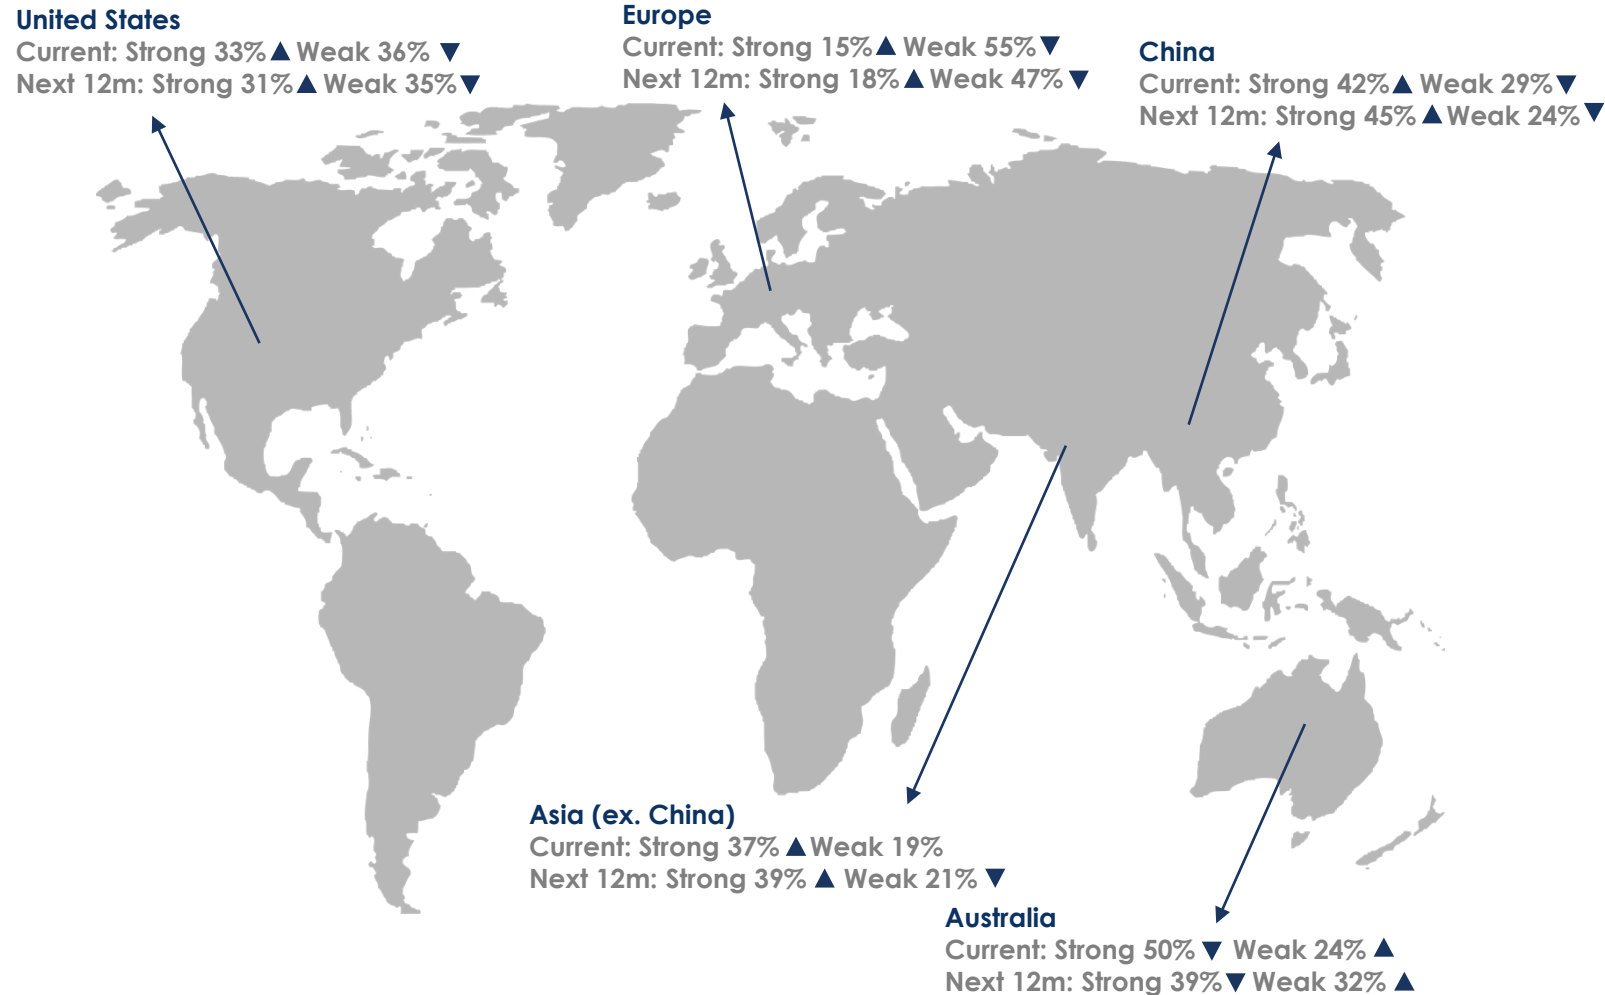 United States
Current: Strong 33% ▲ Weak 36% ▼
Next 12m: Strong 31% ▲ Weak 35% ▼
Europe
Current: Strong 15% ▲ Weak 55% ▼
Next 12m: Strong 18% ▲ Weak 47% ▼
China
Current: Strong 42% ▲ Weak 29% ▼
Next 12m: Strong 45% ▲ Weak 24% ▼
Asia (ex. China)
Current: Strong 37% ▲ Weak 19%
Next 12m: Strong 39% ▲ Weak 21% ▼
Australia
Current: Strong 50% ▼ Weak 24% ▲
Next 12m: Strong 39% ▼ Weak 32% ▲